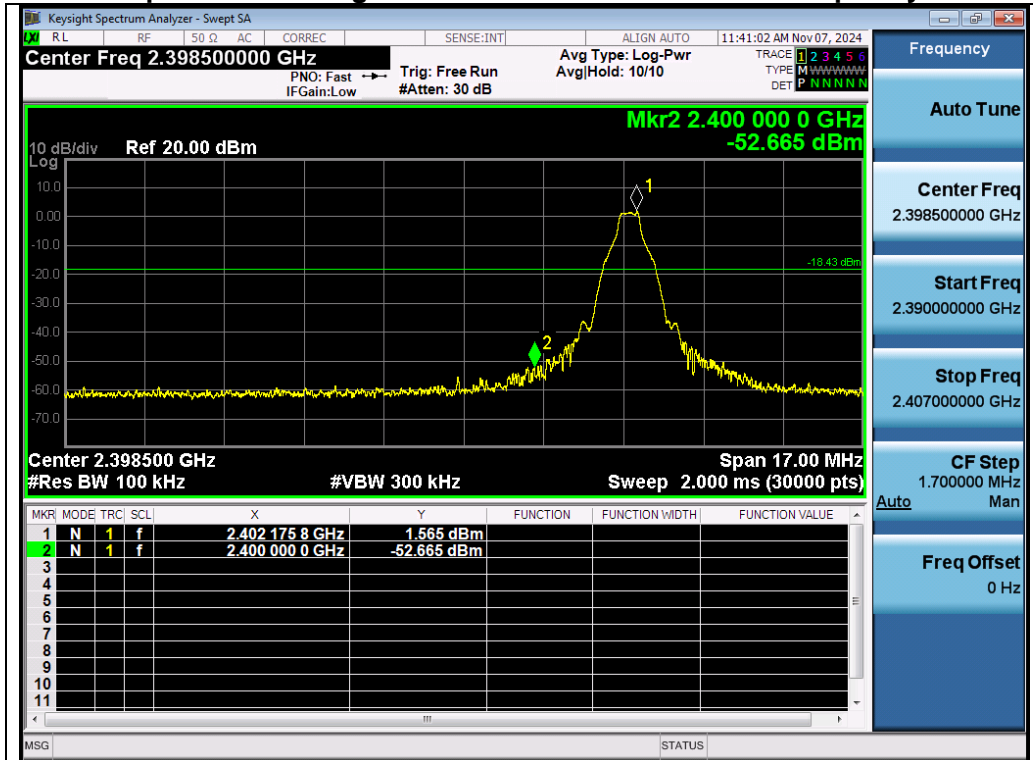 Keysight Spectrum Analyzer - Swept SA
LXI RL RF 50 Ω AC CORREC SENSE:INT ALIGN AUTO 11:41:02 AM Nov 07, 2024
Center Freq 2.398500000 GHz
PNO: Fast
IFGain:Low
Trig: Free Run
#Atten: 30 dB
Avg Type: Log-Pwr
Avg|Hold: 10/10
TRACE 1 2 3 4 5 6
TYPE M WWWWW
DET P N N N N N
Mkr2 2.400 000 0 GHz
-52.665 dBm
10 dB/div Ref 20.00 dBm
Log
10.0
0.00
-10.0
-20.0
-30.0
-40.0
-50.0
-60.0
-70.0
1
-18.43 dBm
2
Center 2.398500 GHz Span 17.00 MHz
#Res BW 100 kHz #VBW 300 kHz Sweep 2.000 ms (30000 pts)
MKR MODE TRC SCL X Y FUNCTION FUNCTION WIDTH FUNCTION VALUE
1 N 1 f 2.402 175 8 GHz 1.565 dBm
2 N 1 f 2.400 000 0 GHz -52.665 dBm
3
4
5
6
7
8
9
10
11
MSG STATUS
Frequency
Auto Tune
Center Freq
2.398500000 GHz
Start Freq
2.390000000 GHz
Stop Freq
2.407000000 GHz
CF Step
1.700000 MHz
Auto Man
Freq Offset
0 Hz